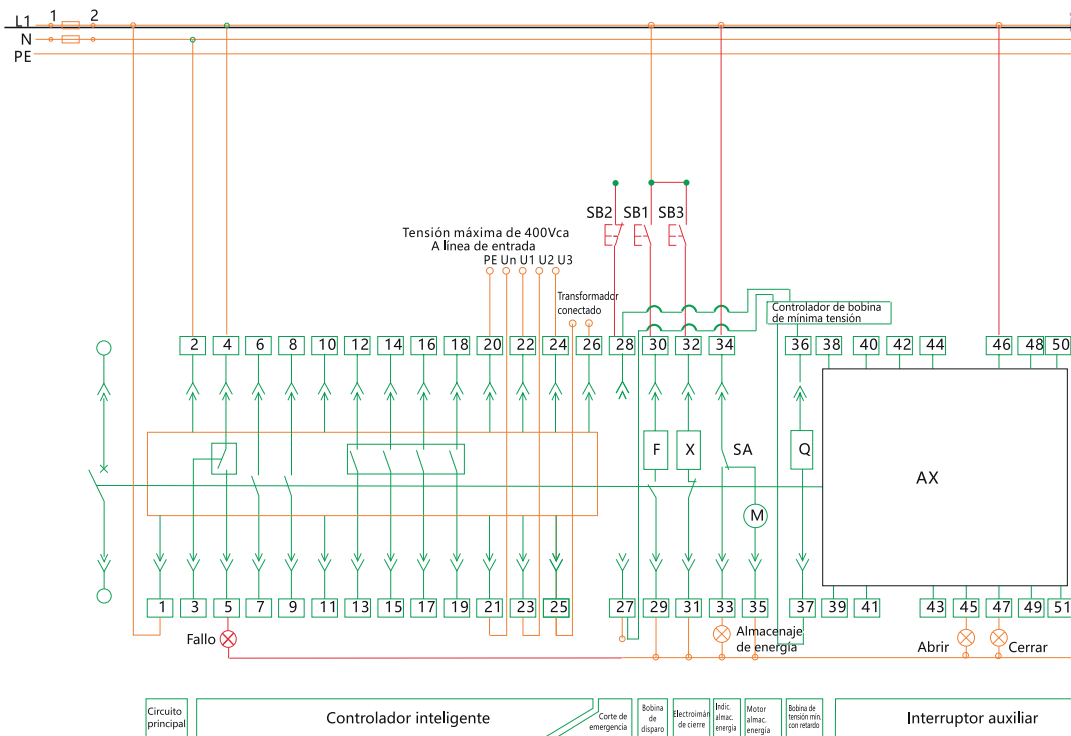 L1 1 2
N
PE
SB2 SB1 SB3
Tensión máxima de 400Vca
A línea de entrada
PE Un U1 U2 U3
Transformador
conectado
Controlador de bobina
de mínima tensión
2 4 6 8 10 12 14 16 18 20 22 24 26 28 30 32 34 36 38 40 42 44 46 48 50
F X SA Q
AX
M
1 3 5 7 9 11 13 15 17 19 21 23 25 27 29 31 33 35 37 39 41 43 45 47 49 51
Fallo
Almacenaje
de energía
Abrir
Cerrar
Circuito
principal
Controlador inteligente
Corte de
emergencia
Bobina
de
disparo
Electroimán
de cierre
Indic.
almac.
energía
Motor
almac.
energía
Bobina de
tensión mín.
con retardo
Interruptor auxiliar